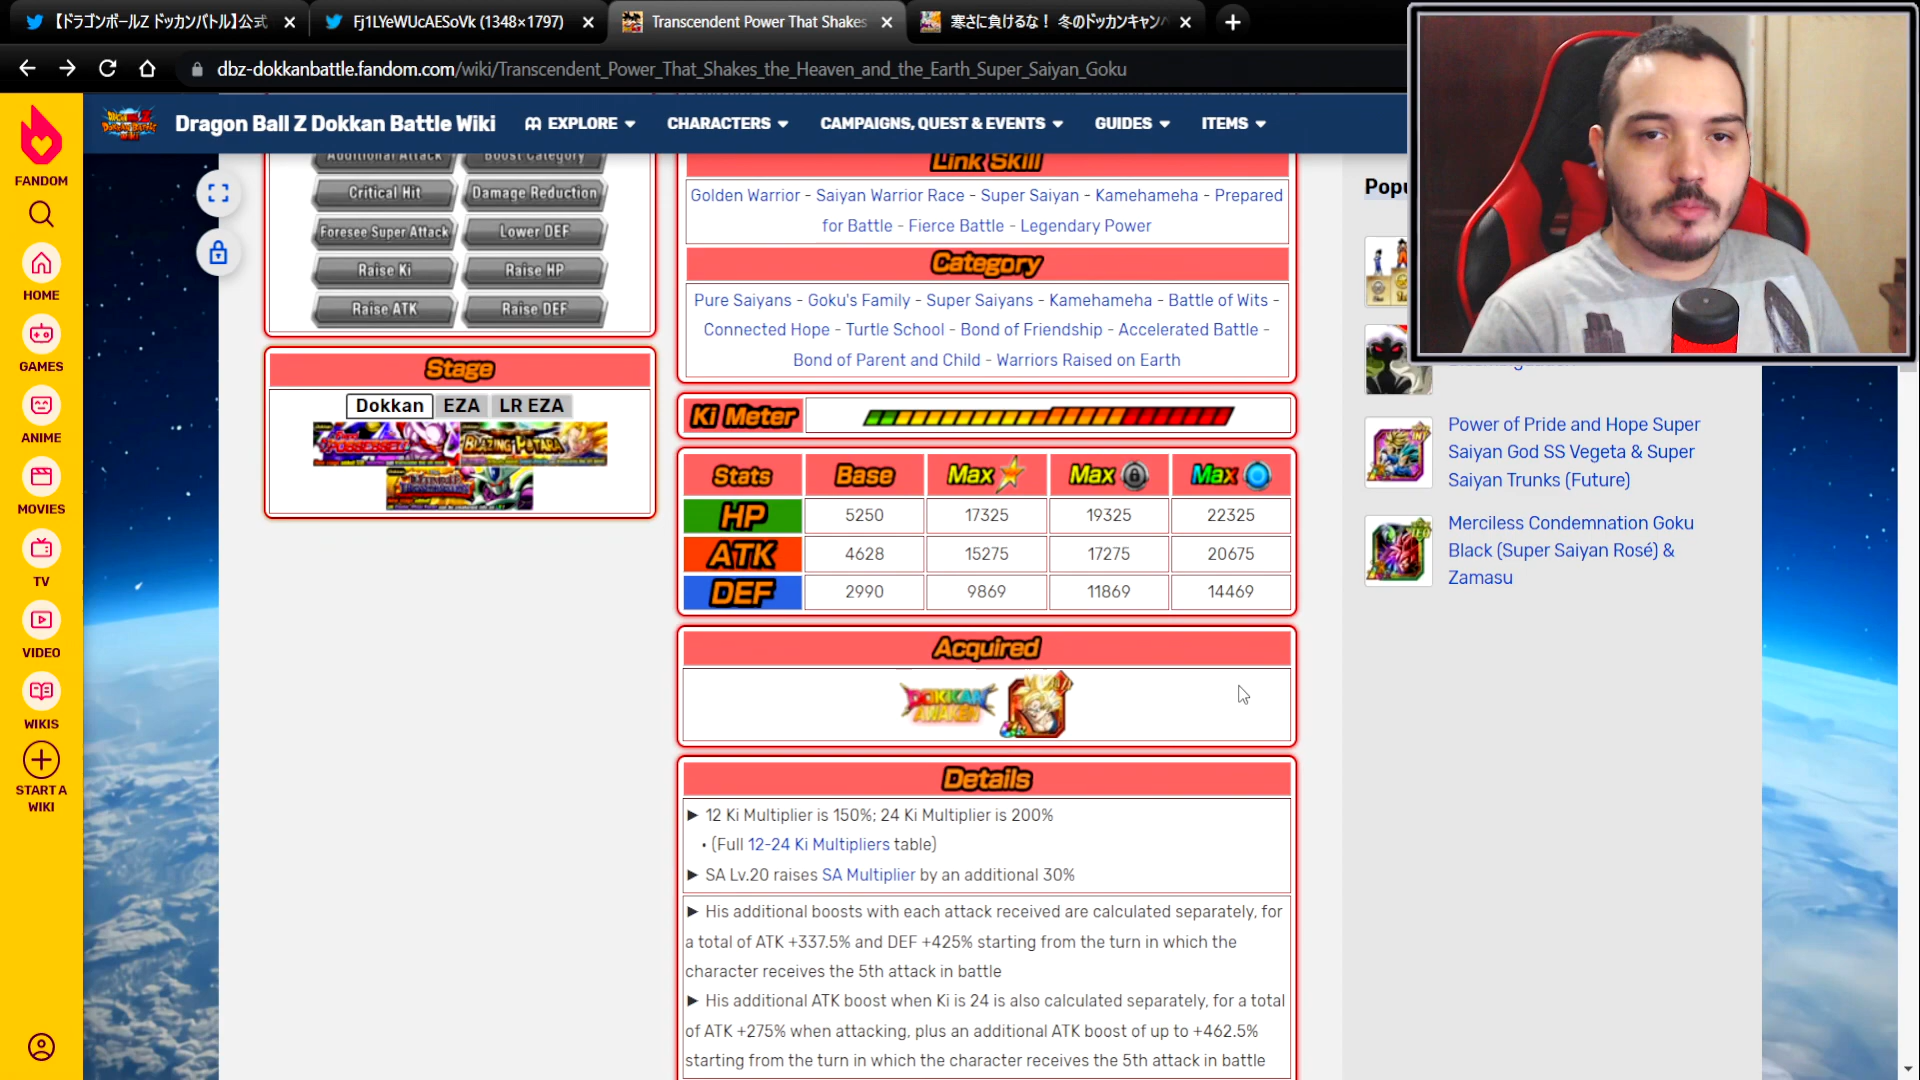 【ドラゴンボールZ ドッカンバトル】公式
Fj1LYeWUcAESoVk (1348×1797)
Transcendent Power That Shakes
寒さに負けるな！ 冬のドッカンキャンペ
dbz-dokkanbattle.fandom.com/wiki/Transcendent_Power_That_Shakes_the_Heaven_and_the_Earth_Super_Saiyan_Goku
Dragon Ball Z Dokkan Battle Wiki
EXPLORE
CHARACTERS
CAMPAIGNS, QUEST & EVENTS
GUIDES
ITEMS
FANDOM
HOME
GAMES
ANIME
MOVIES
TV
VIDEO
WIKIS
START A
WIKI
Additional Attack
Boost Category
Critical Hit
Damage Reduction
Foresee Super Attack
Lower DEF
Raise Ki
Raise HP
Raise ATK
Raise DEF
Stage
Dokkan
EZA
LR EZA
Link Skill
Golden Warrior - Saiyan Warrior Race - Super Saiyan - Kamehameha - Prepared
for Battle - Fierce Battle - Legendary Power
Category
Pure Saiyans - Goku's Family - Super Saiyans - Kamehameha - Battle of Wits -
Connected Hope - Turtle School - Bond of Friendship - Accelerated Battle -
Bond of Parent and Child - Warriors Raised on Earth
Ki Meter
Stats Base Max Max Max
HP 5250 17325 19325 22325
ATK 4628 15275 17275 20675
DEF 2990 9869 11869 14469
Acquired
DOKKAN
AWAKEN
Details
► 12 Ki Multiplier is 150%; 24 Ki Multiplier is 200%
• (Full 12-24 Ki Multipliers table)
► SA Lv.20 raises SA Multiplier by an additional 30%
► His additional boosts with each attack received are calculated separately, for
a total of ATK +337.5% and DEF +425% starting from the turn in which the
character receives the 5th attack in battle
► His additional ATK boost when Ki is 24 is also calculated separately, for a total
of ATK +275% when attacking, plus an additional ATK boost of up to +462.5%
starting from the turn in which the character receives the 5th attack in battle
Popu
Power of Pride and Hope Super
Saiyan God SS Vegeta & Super
Saiyan Trunks (Future)
Merciless Condemnation Goku
Black (Super Saiyan Rosé) &
Zamasu